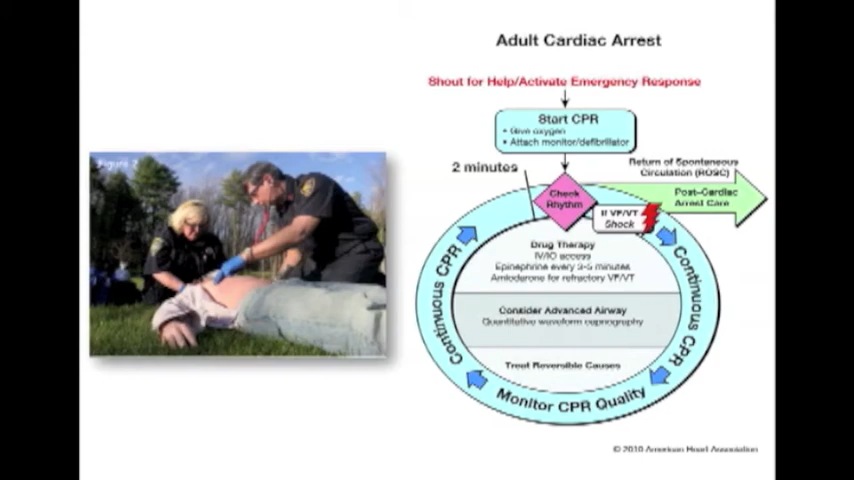 Figure 2
Adult Cardiac Arrest
Shout for Help/Activate Emergency Response
Start CPR
• Give oxygen
• Attach monitor/defibrillator
2 minutes
Return of Spontaneous
Circulation (ROSC)
Check
Rhythm
Post–Cardiac
Arrest Care
If VF/VT
Shock
Drug Therapy
IV/IO access
Epinephrine every 3-5 minutes
Amiodarone for refractory VF/VT
Consider Advanced Airway
Quantitative waveform capnography
Treat Reversible Causes
Continuous CPR
Continuous CPR
Monitor CPR Quality
© 2010 American Heart Association